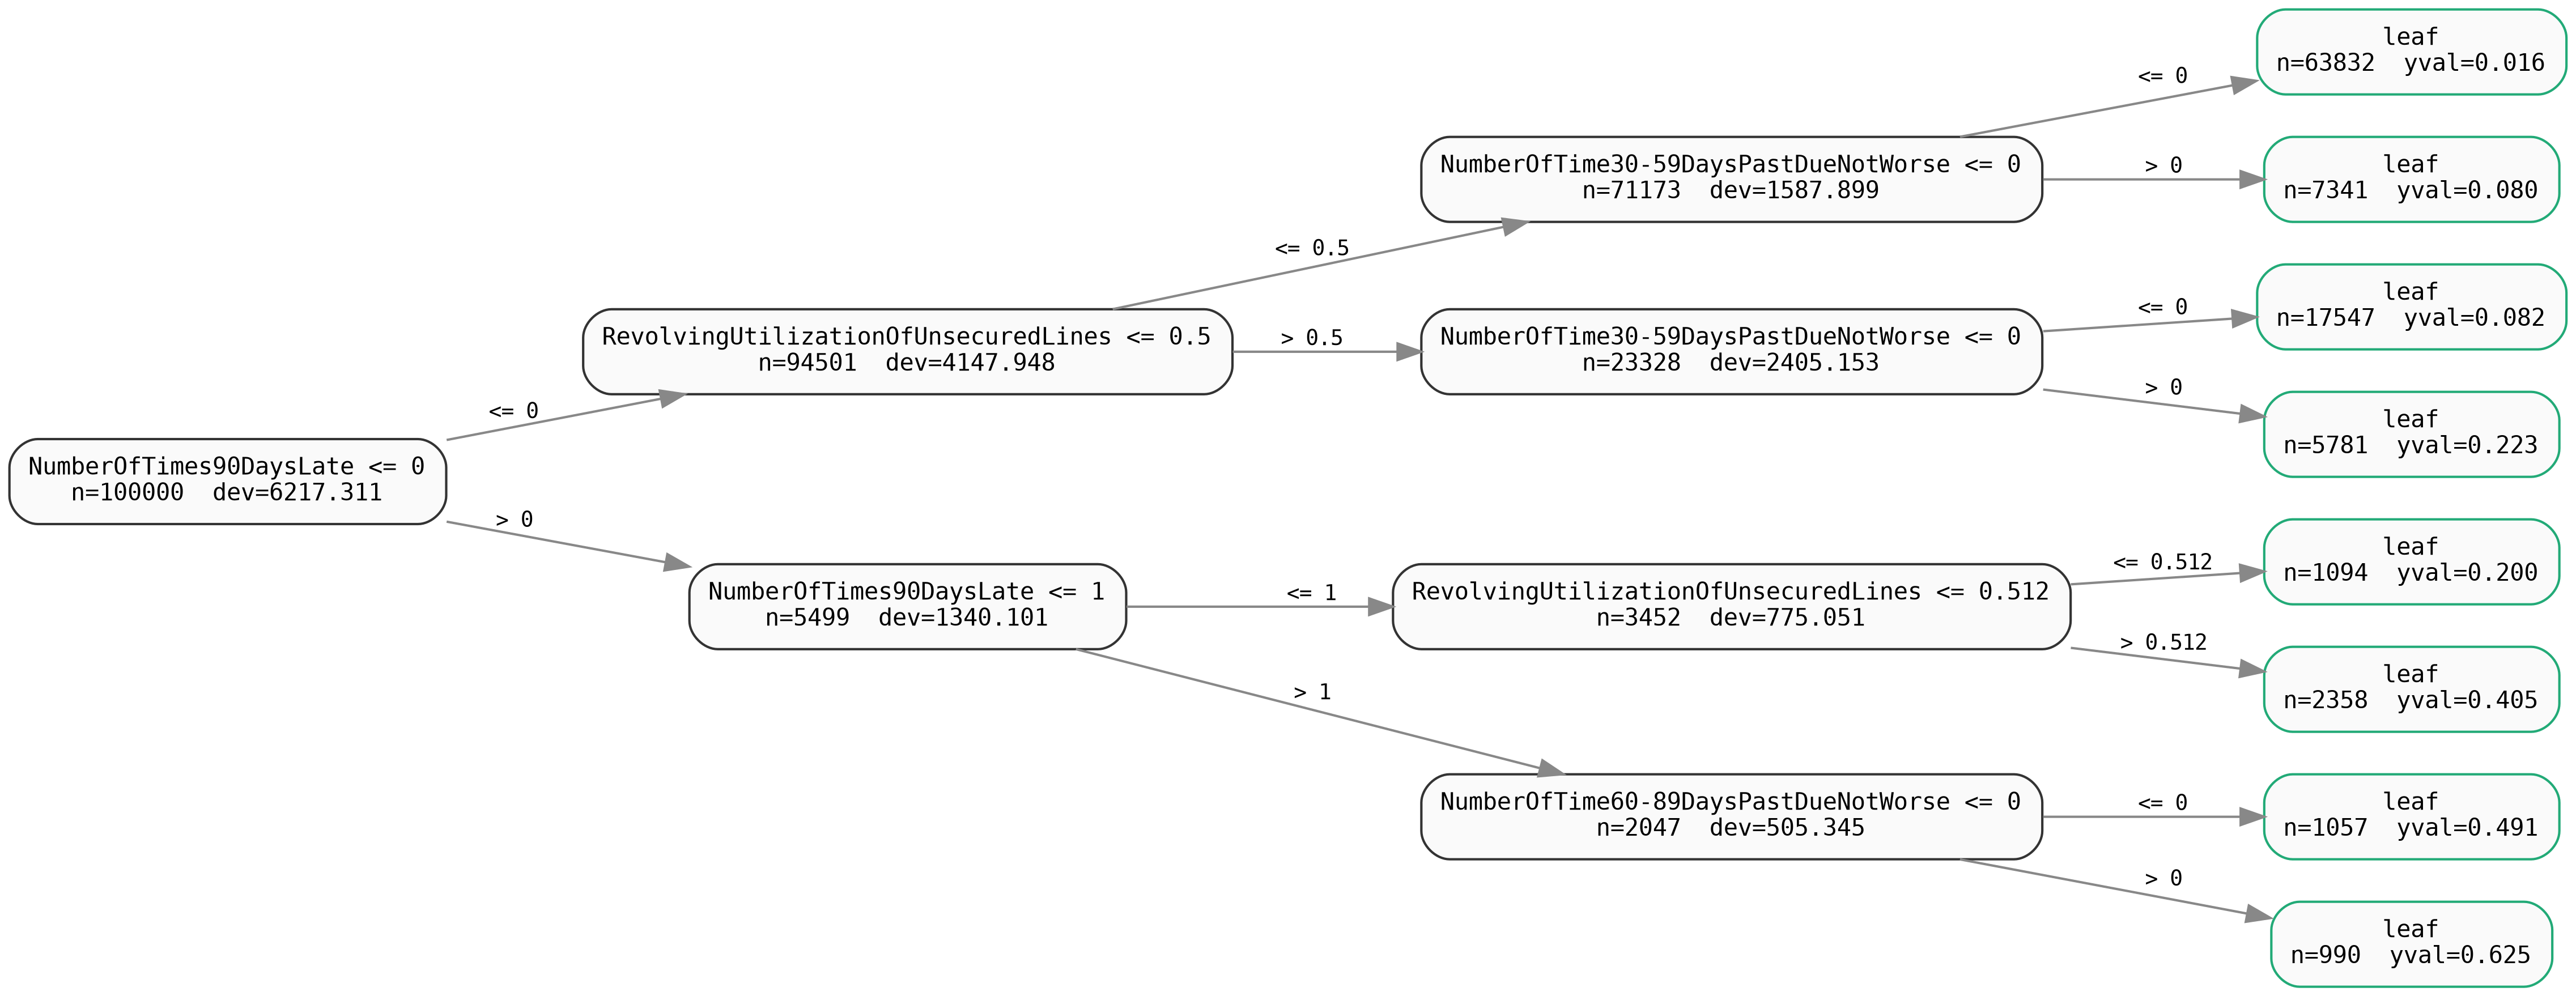 NumberOfTimes90DaysLate <= 0
n=100000  dev=6217.311
<= 0
> 0
RevolvingUtilizationOfUnsecuredLines <= 0.5
n=94501  dev=4147.948
<= 0.5
> 0.5
NumberOfTimes90DaysLate <= 1
n=5499  dev=1340.101
<= 1
> 1
NumberOfTime30-59DaysPastDueNotWorse <= 0
n=71173  dev=1587.899
<= 0
> 0
NumberOfTime30-59DaysPastDueNotWorse <= 0
n=23328  dev=2405.153
<= 0
> 0
RevolvingUtilizationOfUnsecuredLines <= 0.512
n=3452  dev=775.051
<= 0.512
> 0.512
NumberOfTime60-89DaysPastDueNotWorse <= 0
n=2047  dev=505.345
<= 0
> 0
leaf
n=63832  yval=0.016
leaf
n=7341  yval=0.080
leaf
n=17547  yval=0.082
leaf
n=5781  yval=0.223
leaf
n=1094  yval=0.200
leaf
n=2358  yval=0.405
leaf
n=1057  yval=0.491
leaf
n=990  yval=0.625